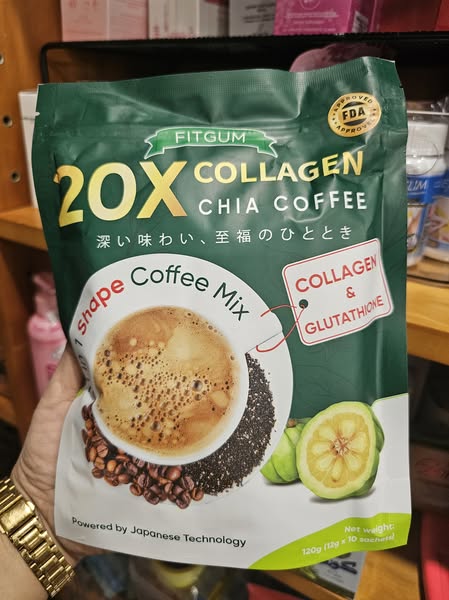 APPROVED
FDA
APPROVED
FITGUM
20X COLLAGEN
CHIA COFFEE
深い味わい、至福のひととき
1 Shape Coffee Mix
COLLAGEN
&
GLUTATHIONE
Powered by Japanese Technology
Net weight:
120g (12g x 10 sachets)